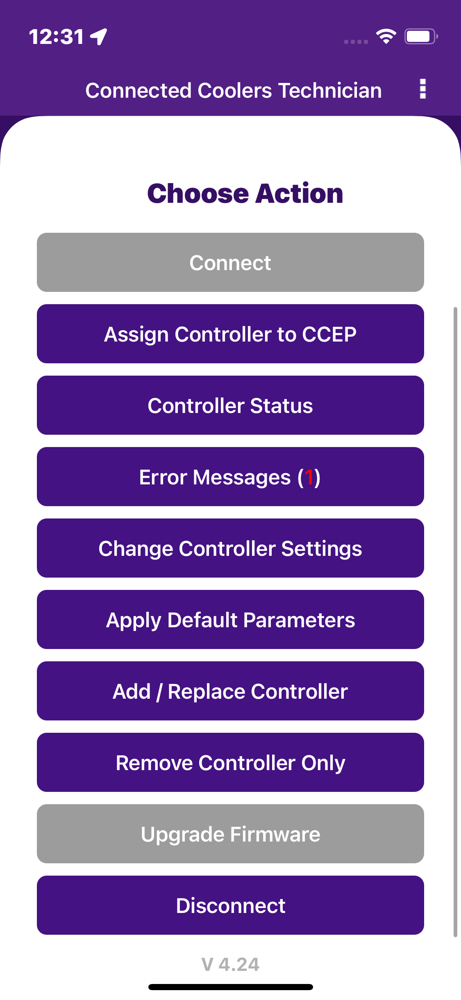 12:31
Connected Coolers Technician
Choose Action
Connect
Assign Controller to CCEP
Controller Status
Error Messages (1)
Change Controller Settings
Apply Default Parameters
Add / Replace Controller
Remove Controller Only
Upgrade Firmware
Disconnect
V 4.24